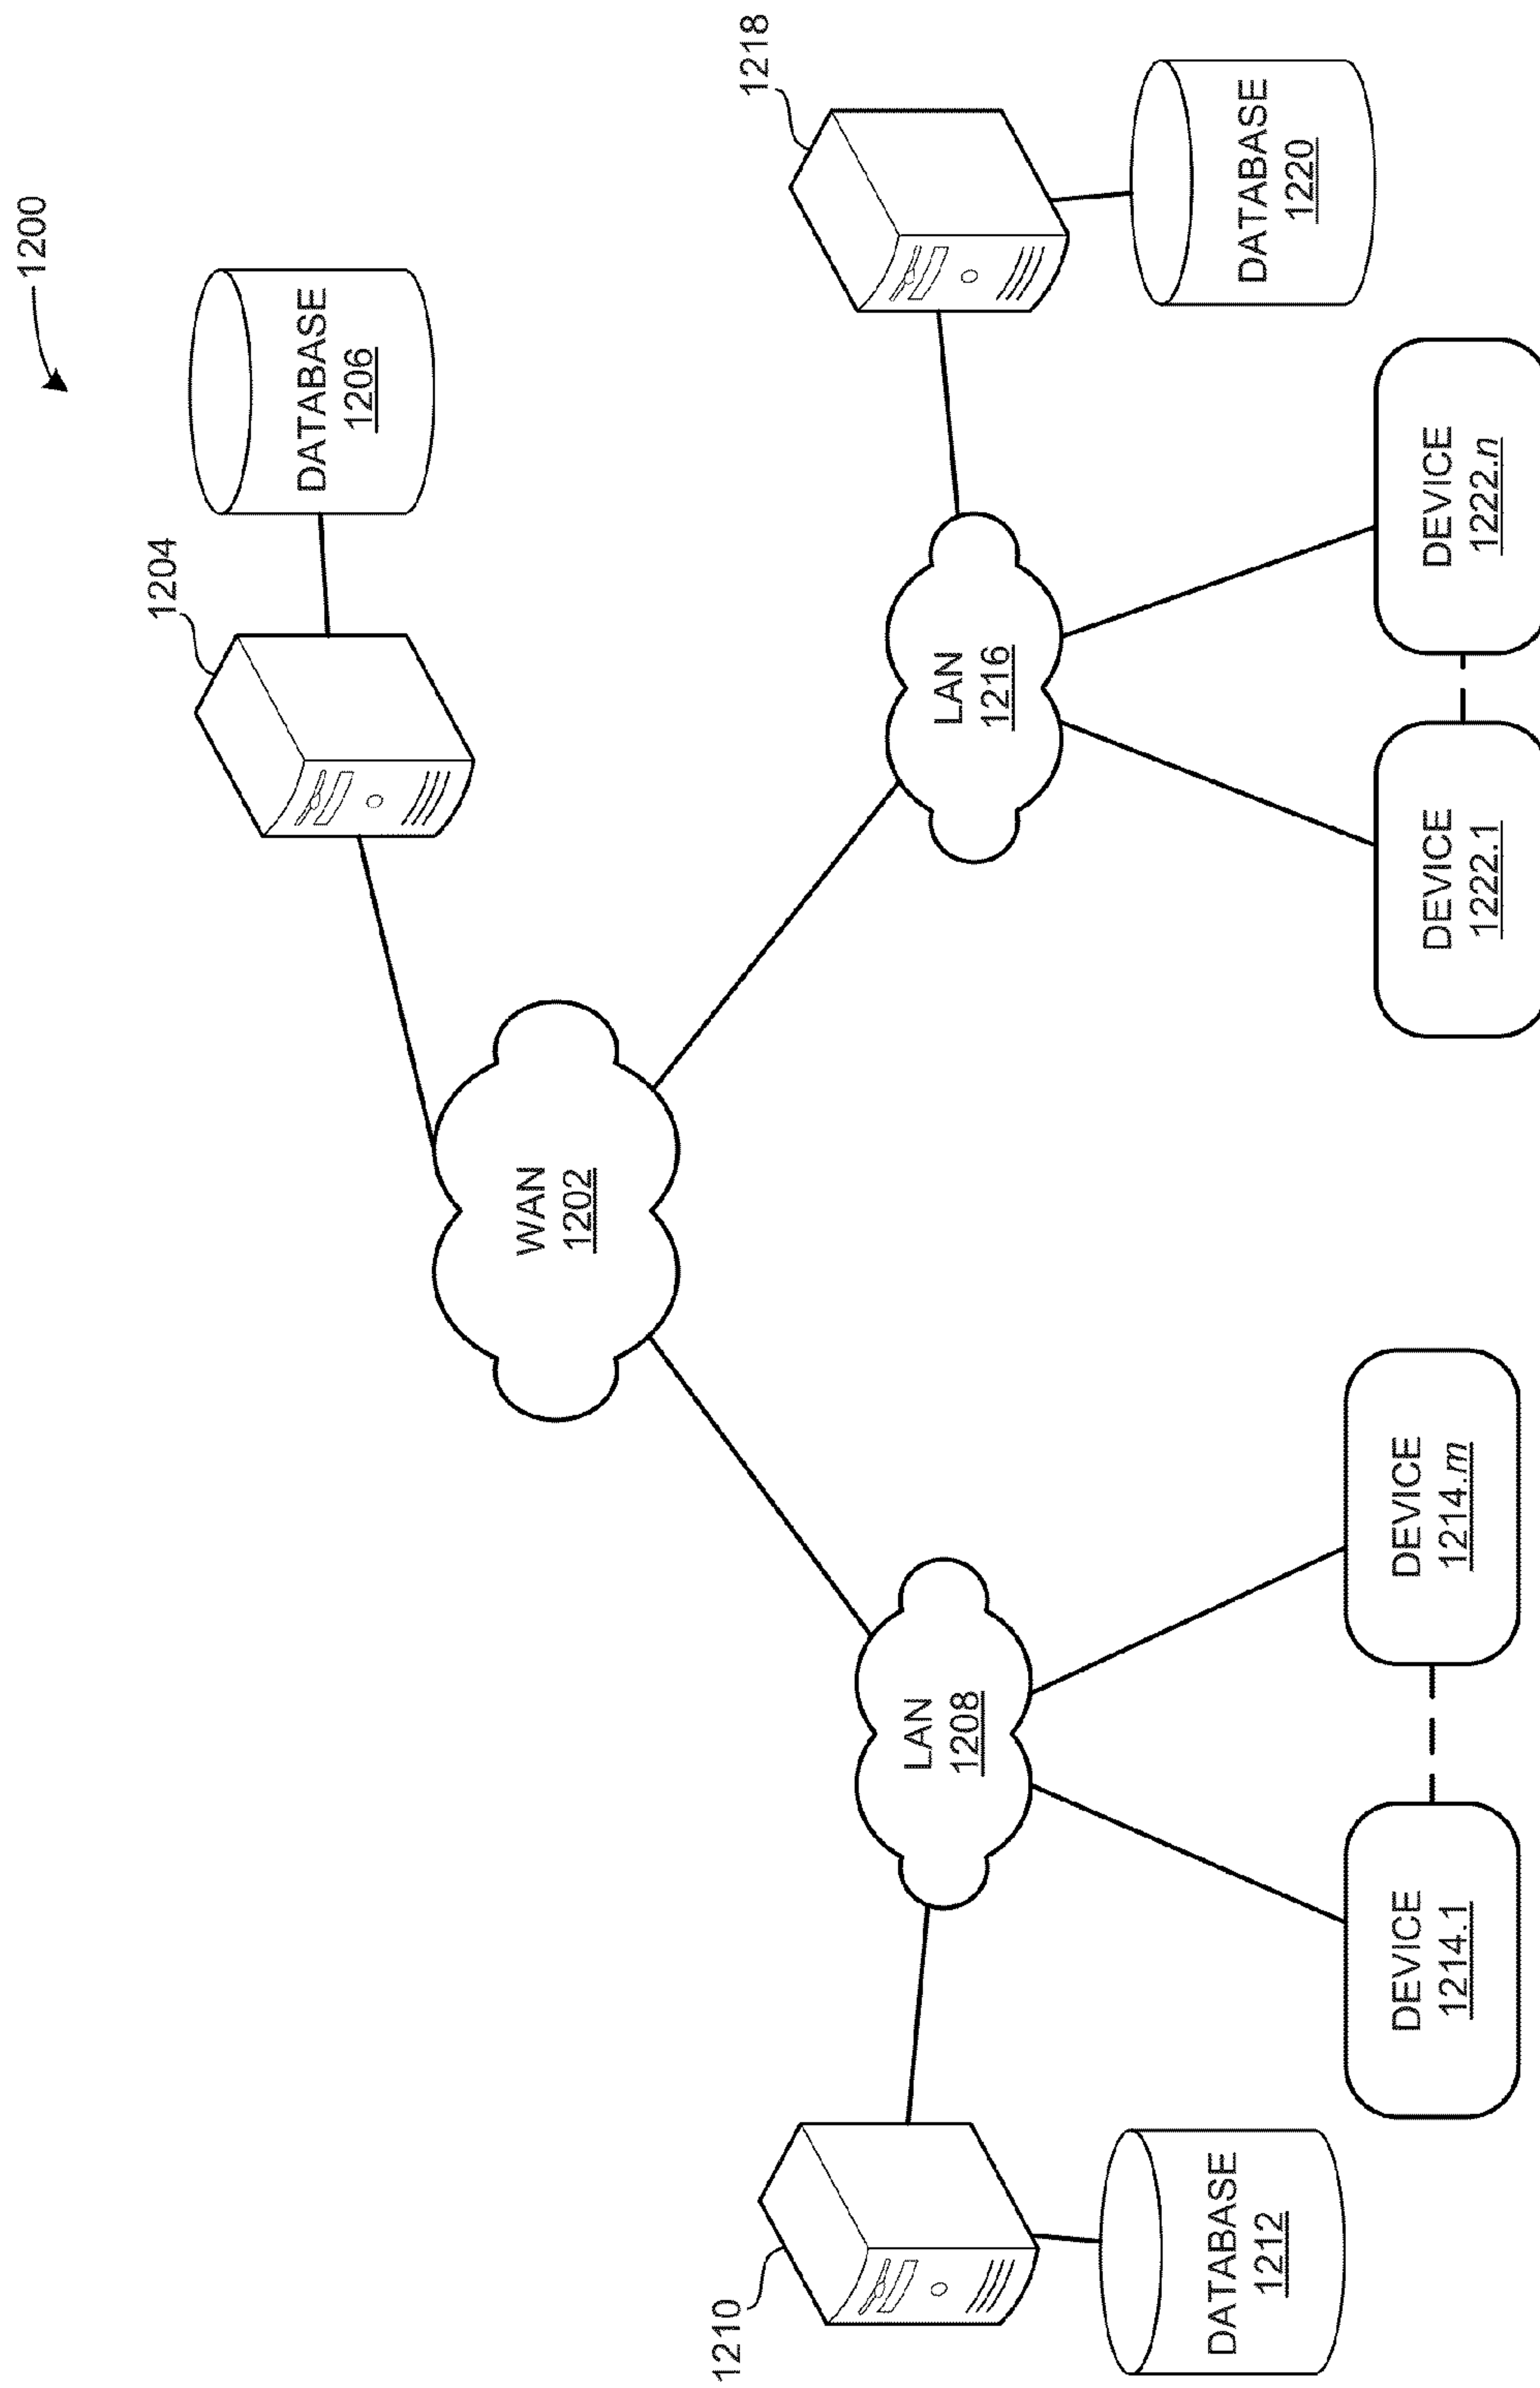 1200
1204
DATABASE
1206
WAN
1202
1210
DATABASE
1212
LAN
1208
DEVICE
1214.1
DEVICE
1214.m
1218
DATABASE
1220
LAN
1216
DEVICE
1222.1
DEVICE
1222.n